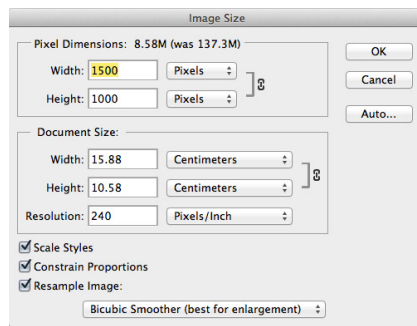 Image Size
Pixel Dimensions: 8.58M (was 137.3M)
OK
Width: 1500 Pixels
Cancel
Height: 1000 Pixels
Auto...
Document Size:
Width: 15.88 Centimeters
Height: 10.58 Centimeters
Resolution: 240 Pixels/Inch
Scale Styles
Constrain Proportions
Resample Image:
Bicubic Smoother (best for enlargement)